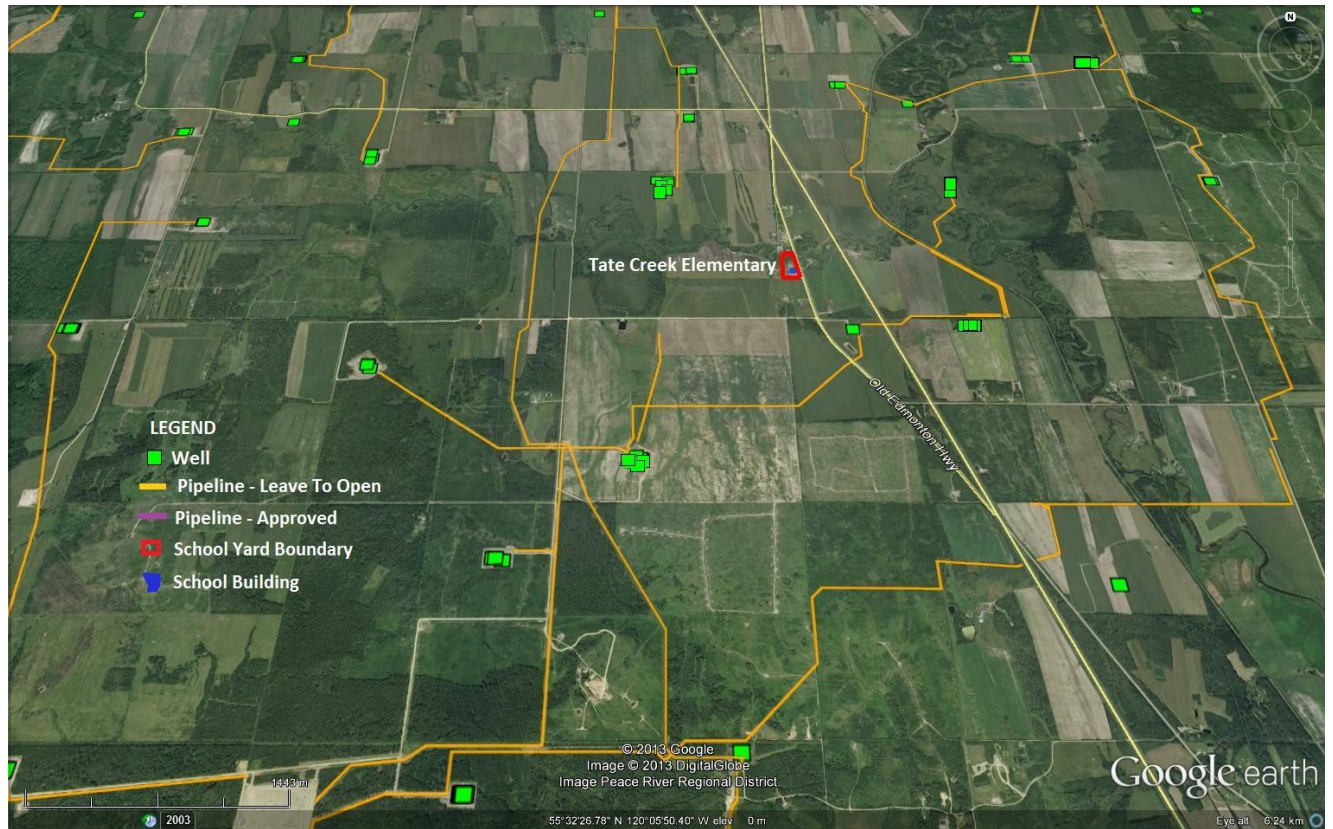 N
Tate Creek Elementary
Old Edmonton Hwy
LEGEND
Well
Pipeline - Leave To Open
Pipeline - Approved
School Yard Boundary
School Building
© 2013 Google
Image © 2013 DigitalGlobe
Image Peace River Regional District
Google earth
1443 m
2003
55°32'26.78" N 120°05'50.40" W elev 0 m
Eye alt 6.24 km